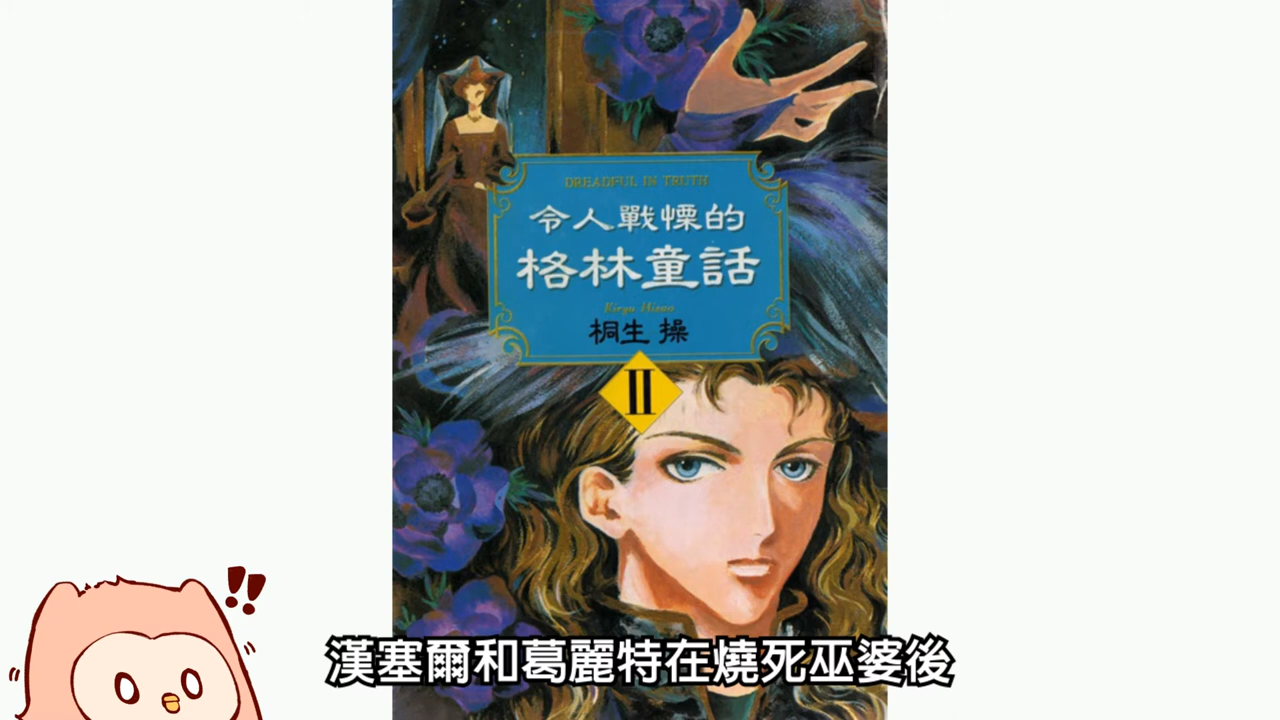 DREADFUL IN TRUTH
令人戰慄的
格林童話
Kiryu Misao
桐生 操
II
!!
漢塞爾和葛麗特在燒死巫婆後